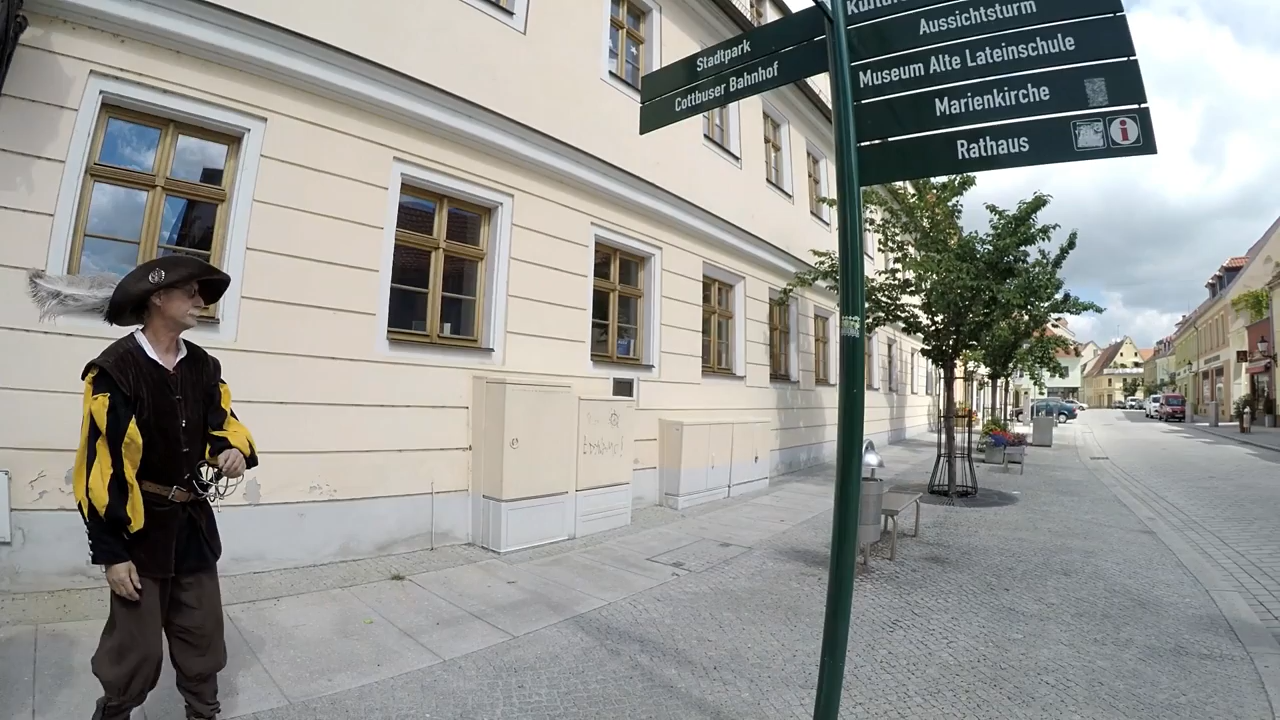 Stadtpark
Cottbuser Bahnhof
Aussichtsturm
Museum Alte Lateinschule
Marienkirche
Rathaus
i